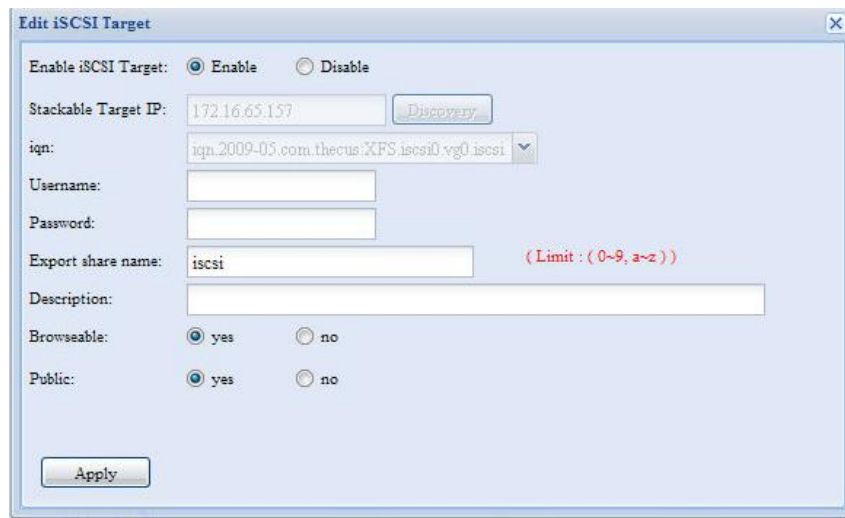 Edit iSCSI Target
Enable iSCSI Target: Enable Disable
Stackable Target IP: 172.16.65.157 Discovery
iqn: iqn.2009-05.com.thecus:XFS.iscsi0.vg0.iscsi
Username:
Password:
Export share name: iscsi ( Limit : ( 0~9, a~z ) )
Description:
Browseable: yes no
Public: yes no
Apply